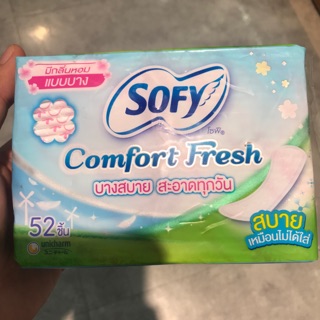 มีกลิ่นหอม
แบบบาง
SOFY
โซฟี
Comfort Fresh
บางสบาย สะอาดทุกวัน
52 ชิ้น
unicharm
สบาย
เหมือนไม่ได้ใส่